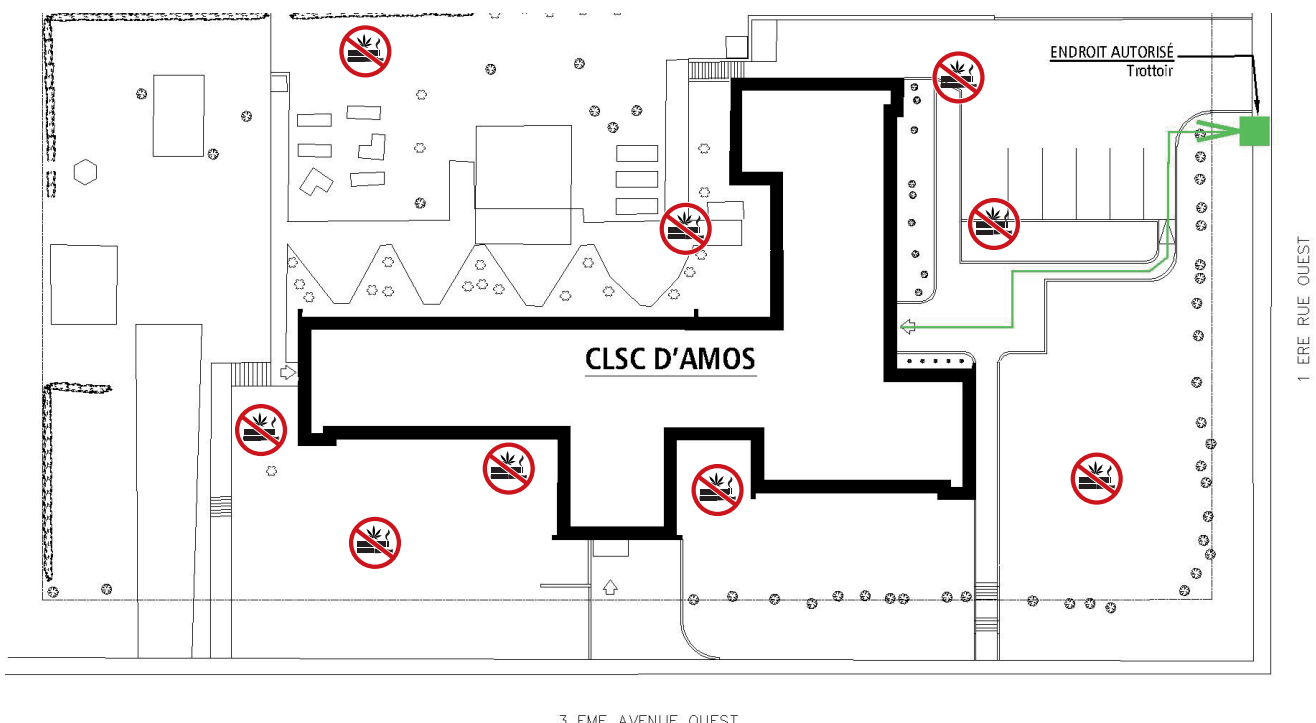 ENDROIT AUTORISÉ
Trottoir
1 ERE RUE OUEST
CLSC D'AMOS
3 EME AVENUE OUEST